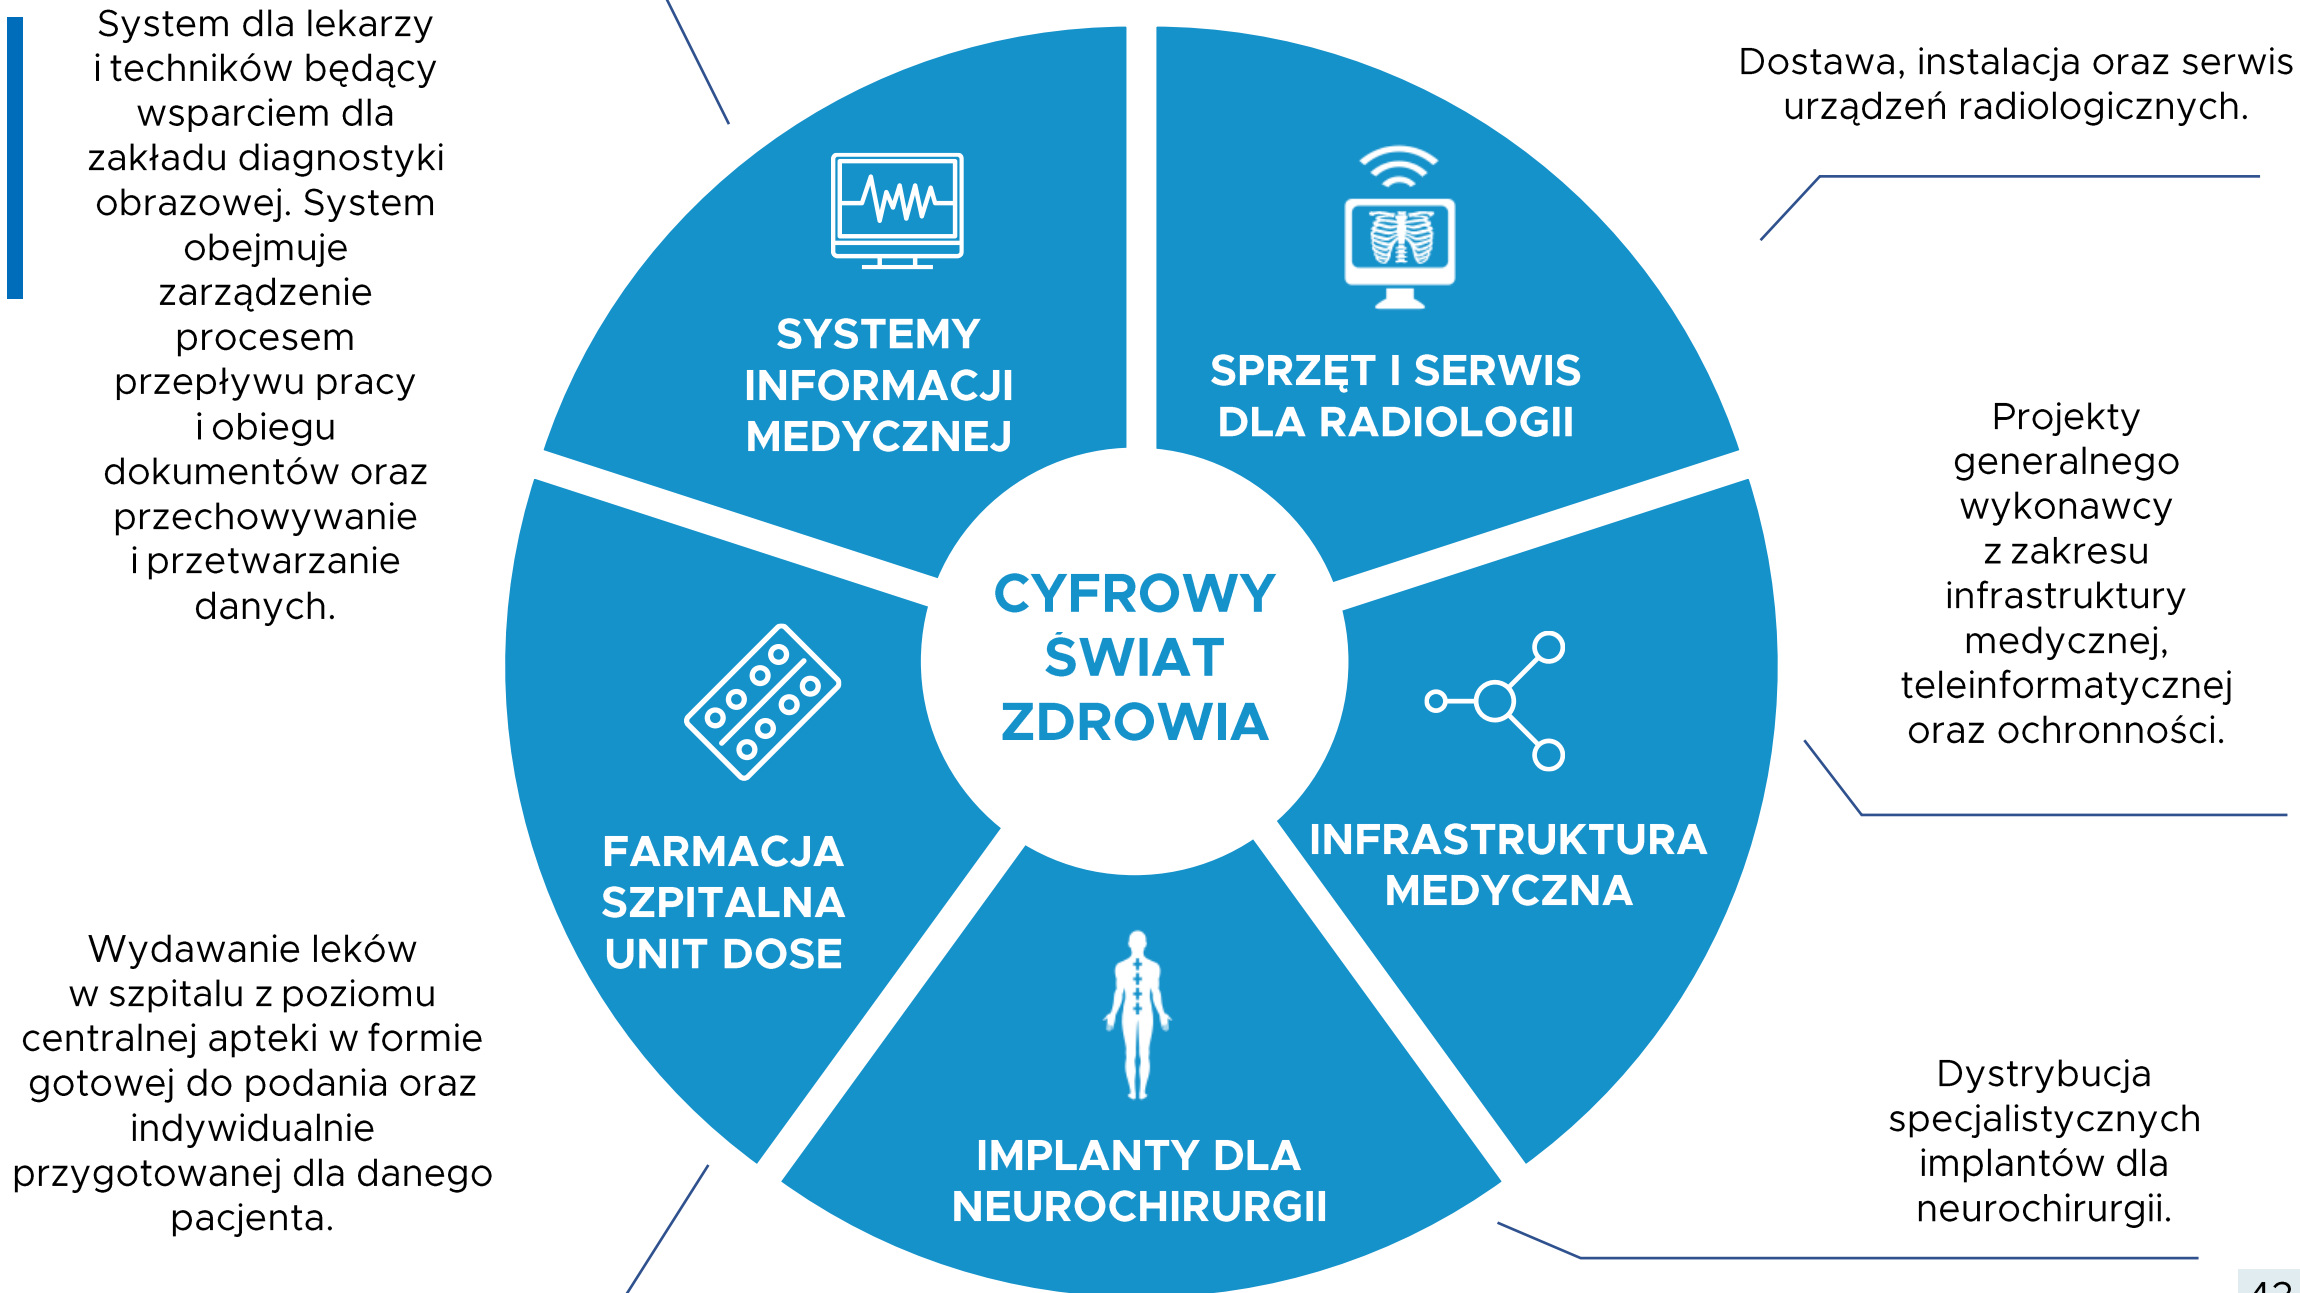 System dla lekarzy
i techników będący
wsparciem dla
zakładu diagnostyki
obrazowej. System
obejmuje
zarządzenie
procesem
przepływu pracy
i obiegu
dokumentów oraz
przechowywanie
i przetwarzanie
danych.
SYSTEMY
INFORMACJI
MEDYCZNEJ
SPRZĘT I SERWIS
DLA RADIOLOGII
Dostawa, instalacja oraz serwis
urządzeń radiologicznych.
CYFROWY
ŚWIAT
ZDROWIA
Projekty
generalnego
wykonawcy
z zakresu
infrastruktury
medycznej,
teleinformatycznej
oraz ochronności.
FARMACJA
SZPITALNA
UNIT DOSE
INFRASTRUKTURA
MEDYCZNA
Wydawanie leków
w szpitalu z poziomu
centralnej apteki w formie
gotowej do podania oraz
indywidualnie
przygotowanej dla danego
pacjenta.
IMPLANTY DLA
NEUROCHIRURGII
Dystrybucja
specjalistycznych
implantów dla
neurochirurgii.